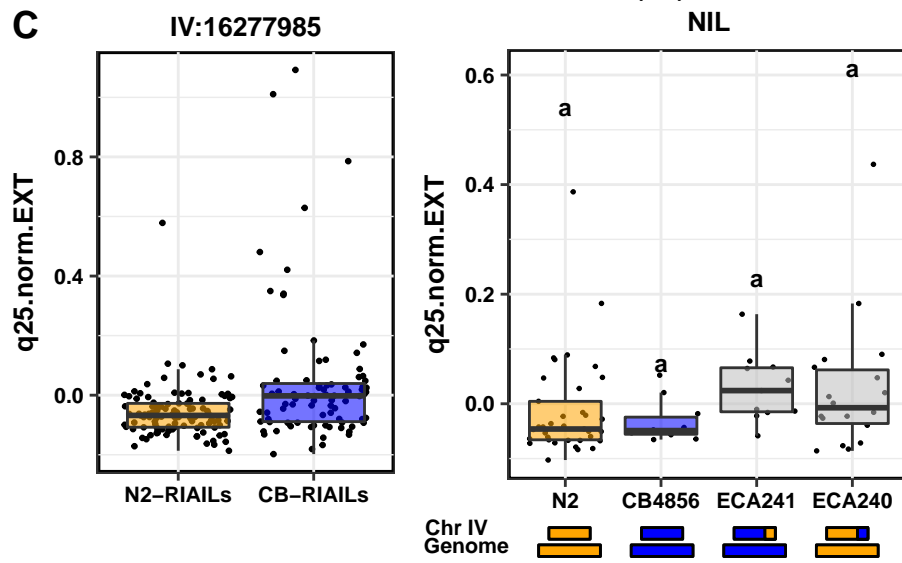 C
IV:16277985
q25.norm.EXT
0.8
0.4
0.0
N2−RIAILs
CB−RIAILs
NIL
q25.norm.EXT
0.6
0.4
0.2
0.0
a
a
a
a
N2
CB4856
ECA241
ECA240
Chr IV
Genome